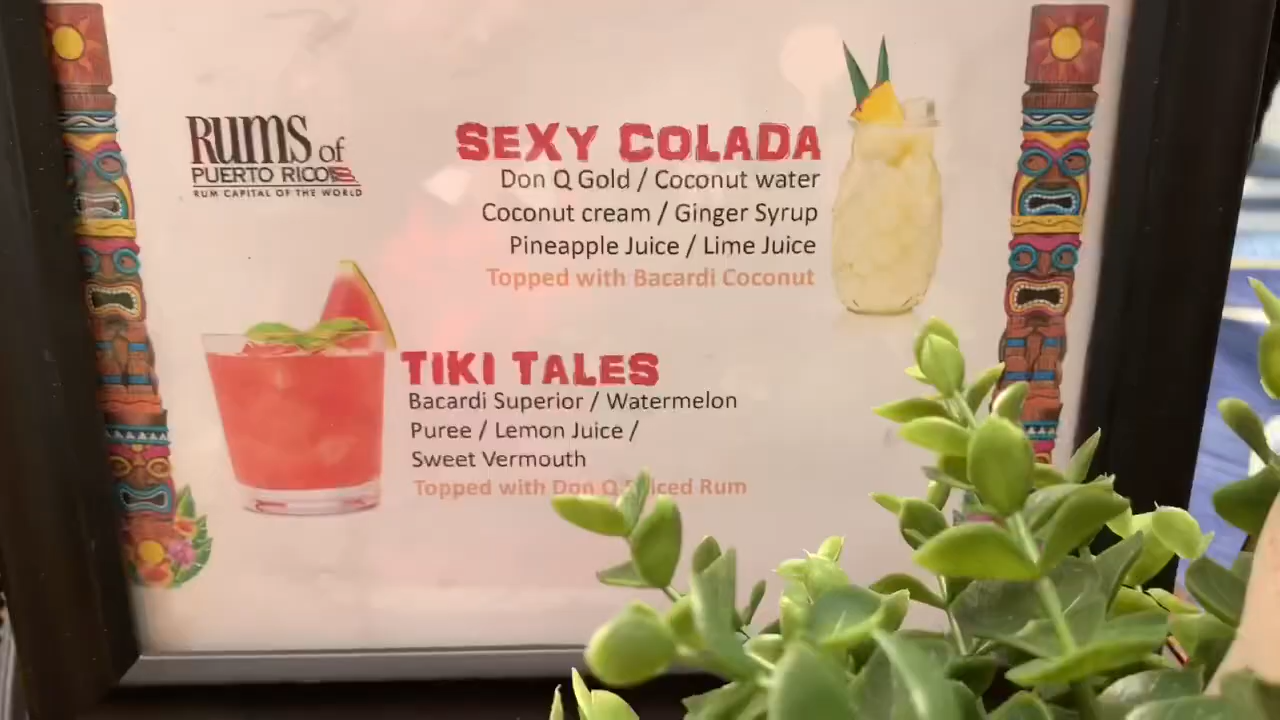 RUMS of
PUERTO RICO
RUM CAPITAL OF THE WORLD
SEXY COLADA
Don Q Gold / Coconut water
Coconut cream / Ginger Syrup
Pineapple Juice / Lime Juice
Topped with Bacardi Coconut
TIKI TALES
Bacardi Superior / Watermelon
Puree / Lemon Juice /
Sweet Vermouth
Topped with Don Q Rum